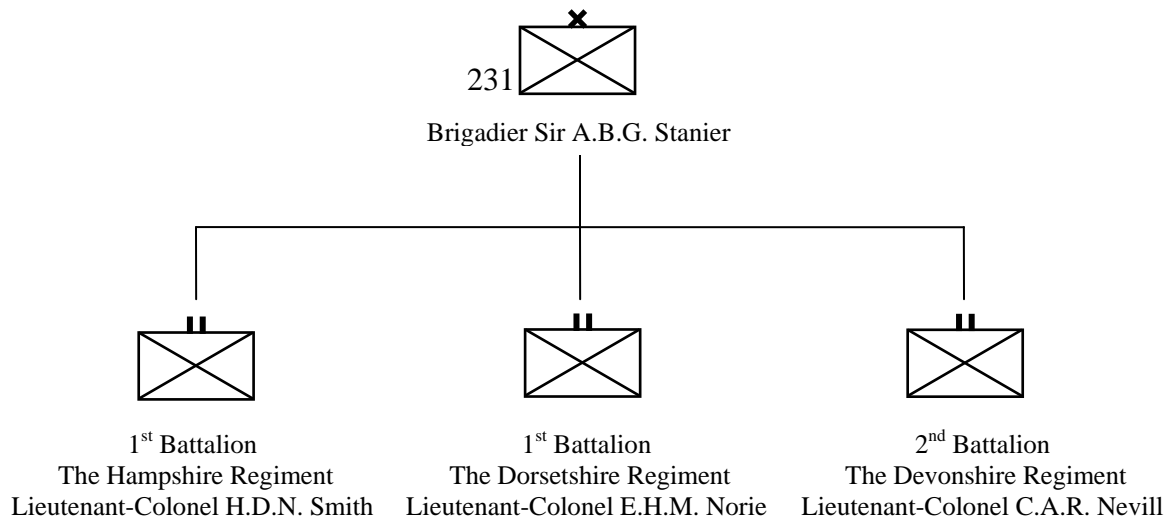 231
Brigadier Sir A.B.G. Stanier
1st Battalion
The Hampshire Regiment
Lieutenant-Colonel H.D.N. Smith
1st Battalion
The Dorsetshire Regiment
Lieutenant-Colonel E.H.M. Norie
2nd Battalion
The Devonshire Regiment
Lieutenant-Colonel C.A.R. Nevill